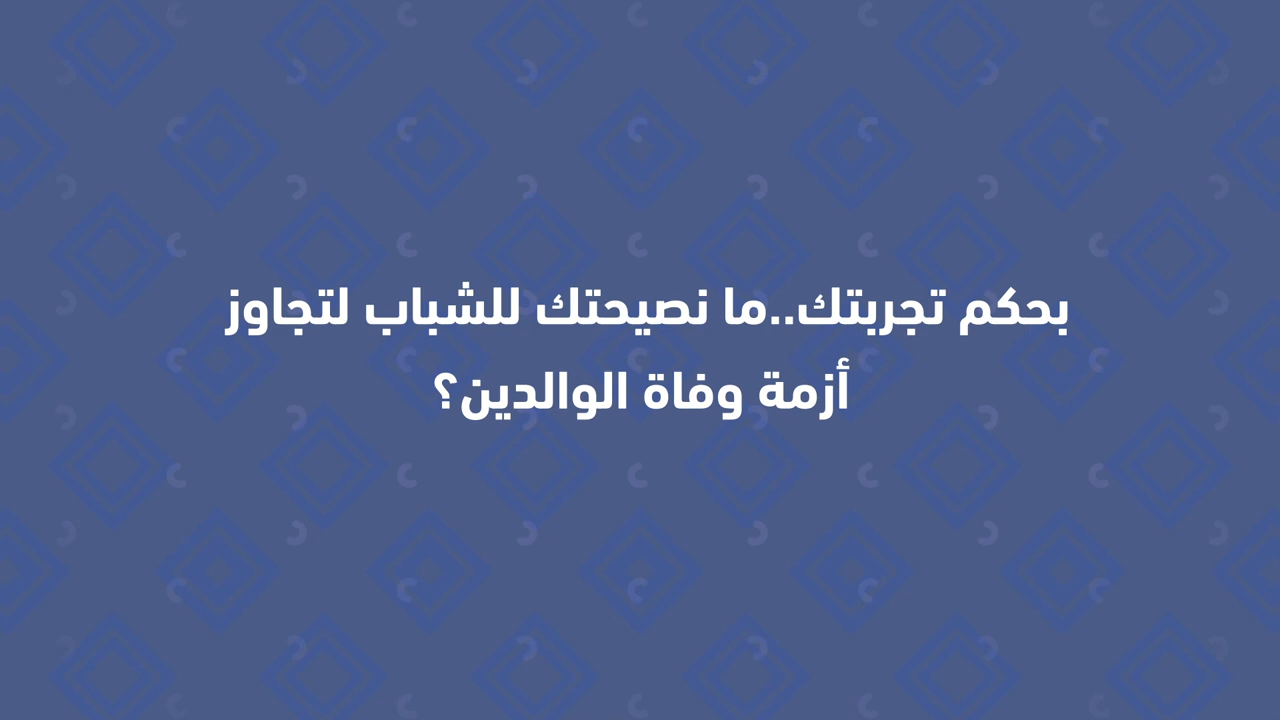 بحكم تجربتك..ما نصيحتك للشباب لتجاوز
أزمة وفاة الوالدين؟